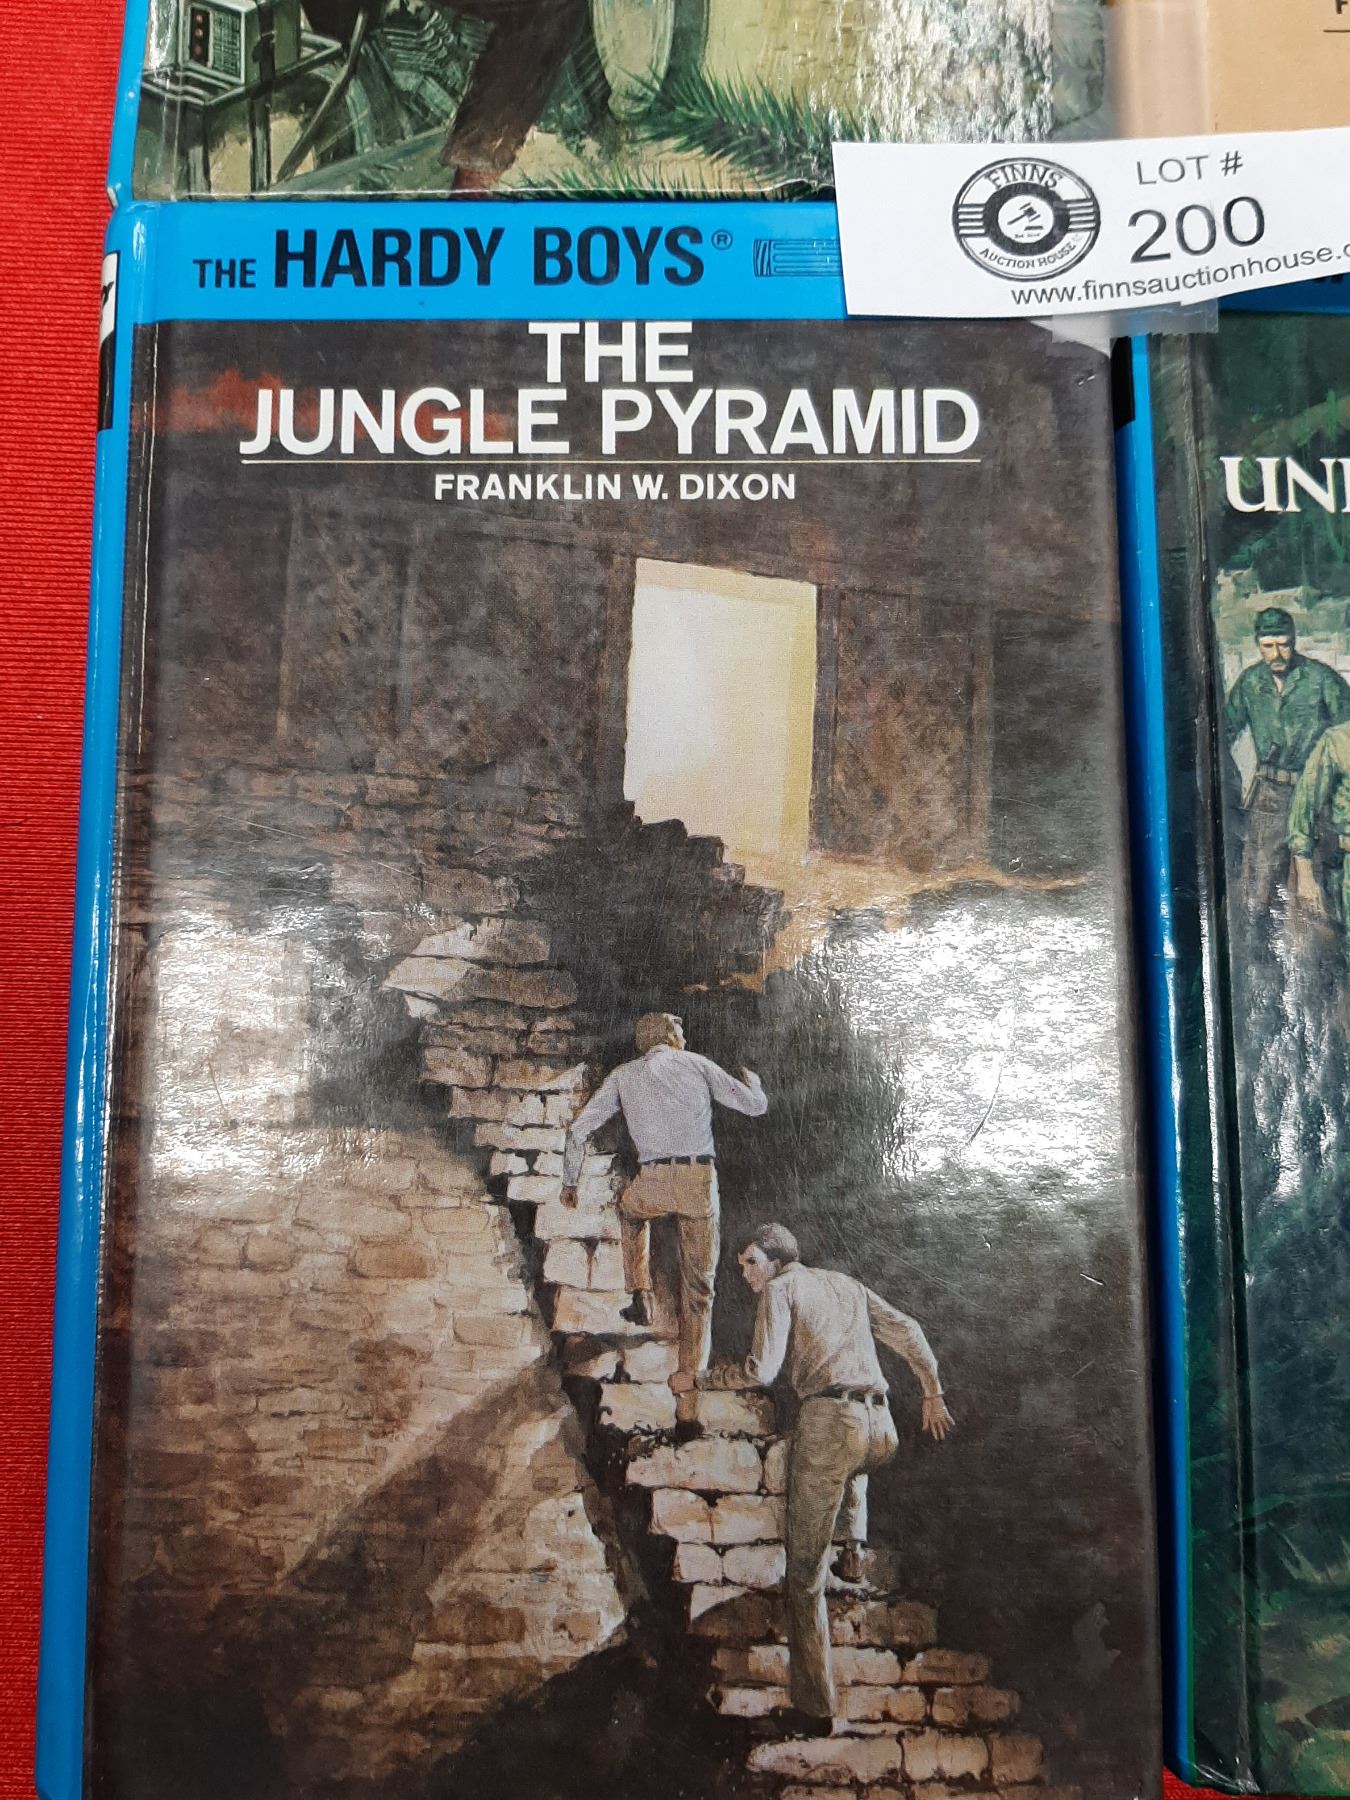 LOT #
200
FINNS
AUCTION HOUSE
www.finnsauctionhouse.c
THE HARDY BOYS®
THE
JUNGLE PYRAMID
FRANKLIN W. DIXON
UN